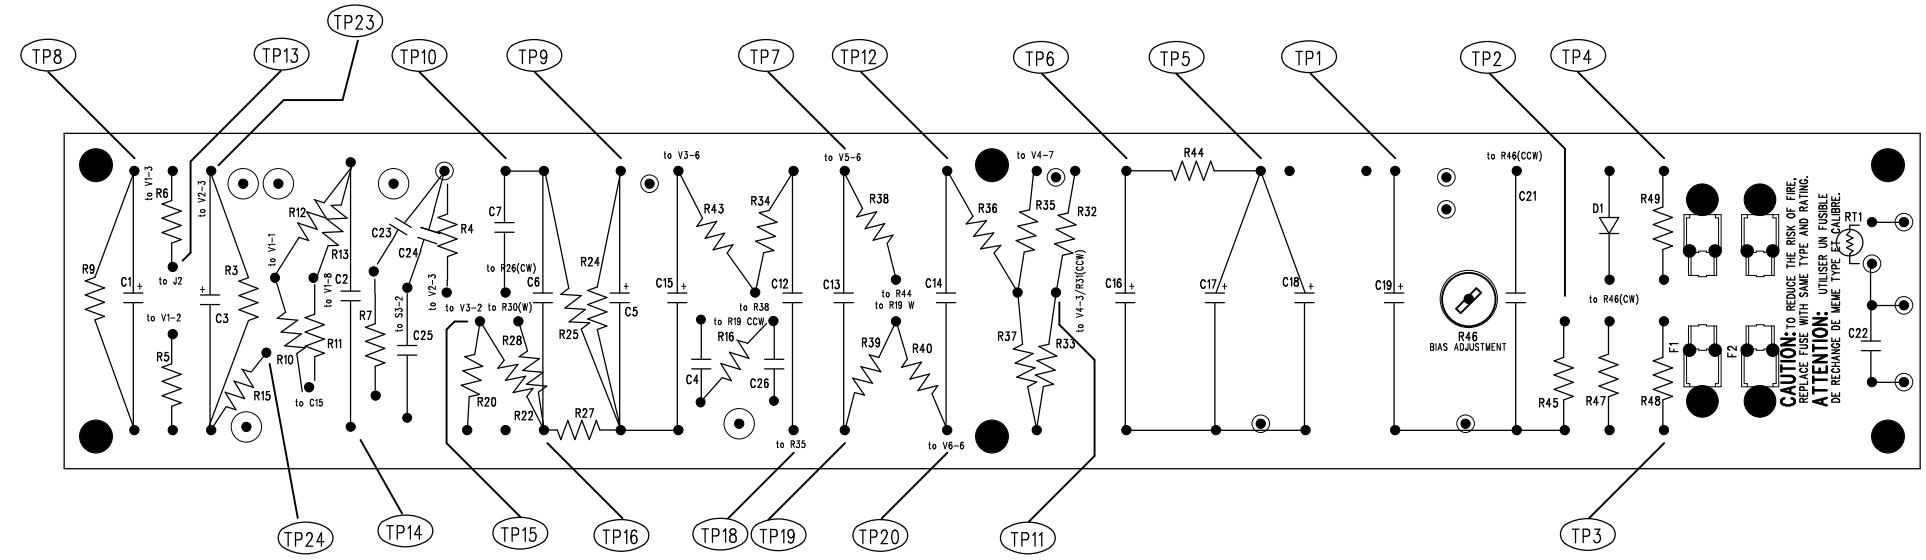 TP8
TP13
TP23
TP10
TP9
TP7
TP12
TP6
TP5
TP1
TP2
TP4
to V1-3
R6
to V2-3
to V3-6
to V5-6
to V4-7
R44
to R46(CCW)
R12
R13
C23
C24
R4
C7
R43
R34
R38
R36
R35
R32
C21
D1
R49
RT1
R9
C1
+
to J2
R3
to V1-1
to V1-8
C2
to V2-3
to R26(CW)
C6
R24
C15
+
C12
C13
to R44
C14
to V4-3/R31(CCW)
C16
+
C17
+
C18
+
C19
+
to R46(CW)
to V1-2
C3
+
R10
R11
R7
to S3-2
C25
to V3-2
to R30(W)
R28
R25
C5
+
to R38
to R19 CCW
R16
to R19 W
R37
R33
R46
BIAS ADJUSTMENT
F1
F2
C22
R5
R15
to C15
R20
R22
R27
C4
C26
R39
R40
R45
R47
R48
to R35
to V6-6
CAUTION: TO REDUCE THE RISK OF FIRE,
REPLACE FUSE WITH SAME TYPE AND RATING.
ATTENTION: UTILISER UN FUSIBLE
DE RECHANGE DE MEME TYPE ET CALIBRE.
TP24
TP14
TP15
TP16
TP18
TP19
TP20
TP11
TP3